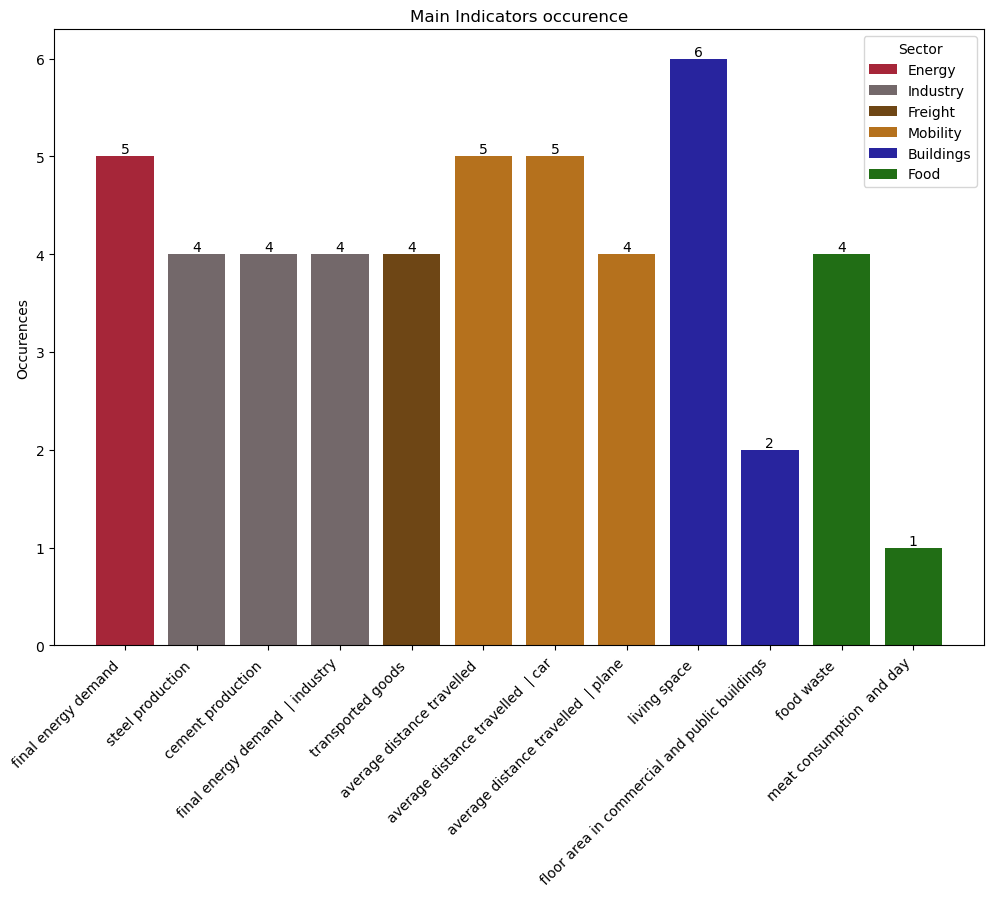 Main Indicators occurence
Sector
Energy
Industry
Freight
Mobility
Buildings
Food
Occurences
6
5
4
3
2
1
0
5
4
4
4
4
5
5
4
6
2
4
1
final energy demand
steel production
cement production
final energy demand | industry
transported goods
average distance travelled
average distance travelled | car
average distance travelled | plane
living space
floor area in commercial and public buildings
food waste
meat consumption and day